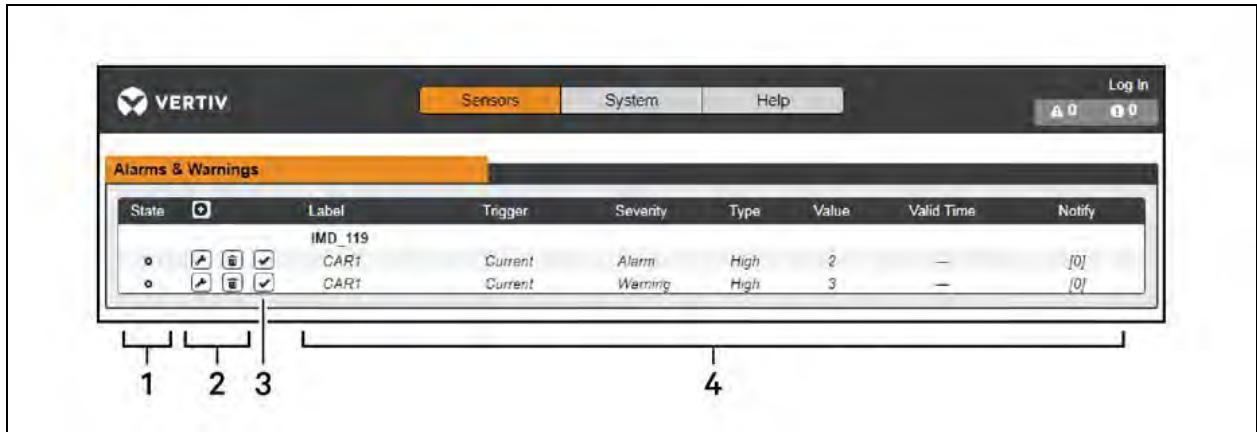 VERTIV
Sensors System Help
Log In
0 0
Alarms & Warnings
State Label Trigger Severity Type Value Valid Time Notify
IMD_119
CAR1 Current Alarm High 2 — [0]
CAR1 Current Warning High 3 — [0]
1 2 3 4